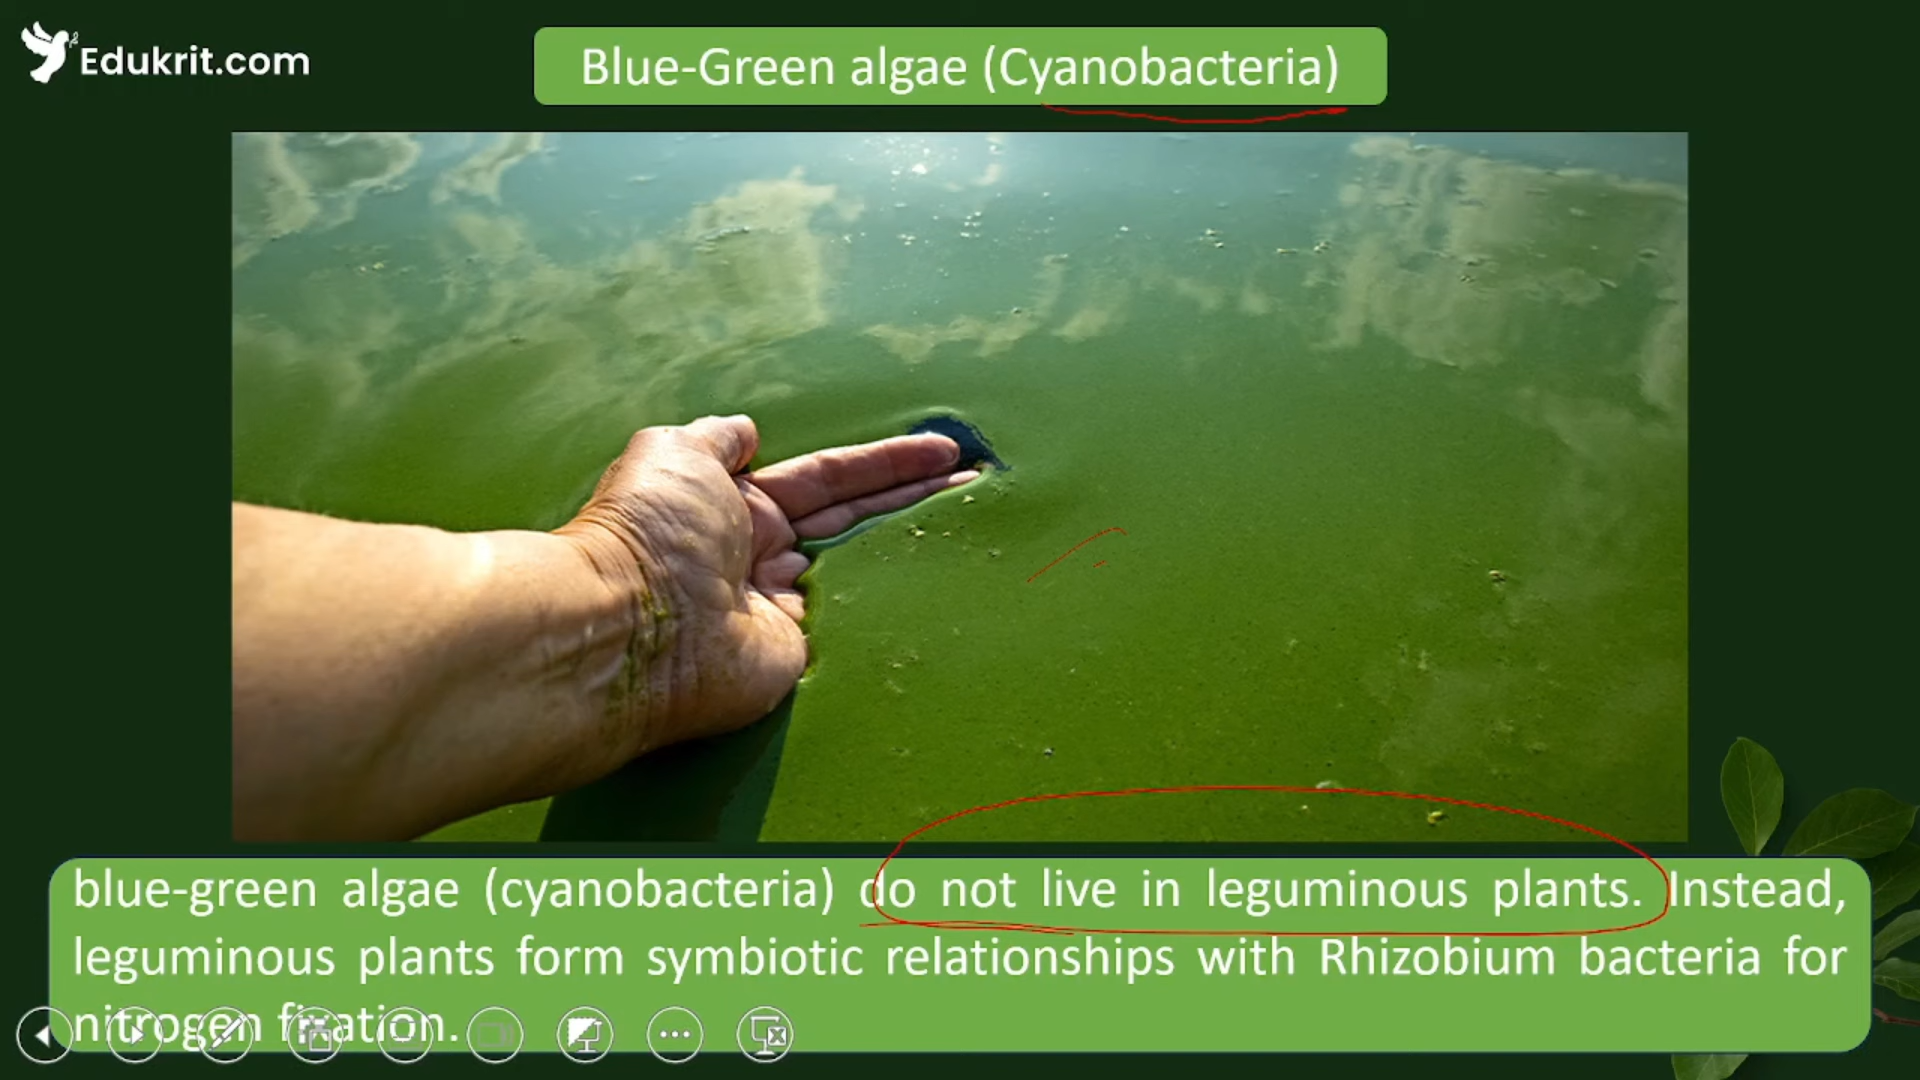 Edukrit.com
Blue-Green algae (Cyanobacteria)
blue-green algae (cyanobacteria) do not live in leguminous plants. Instead,
leguminous plants form symbiotic relationships with Rhizobium bacteria for
nitrogen fixation.